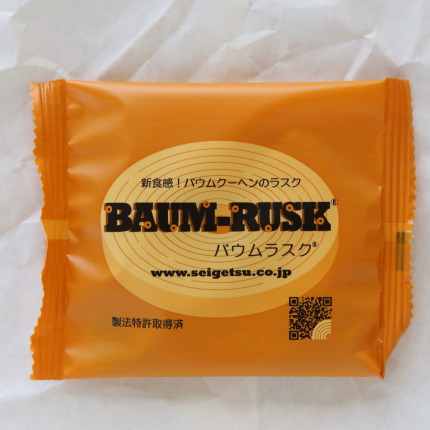 新食感！バウムクーヘンのラスク
BAUM-RUSK®
バウムラスク®
www.seigetsu.co.jp
製法特許取得済